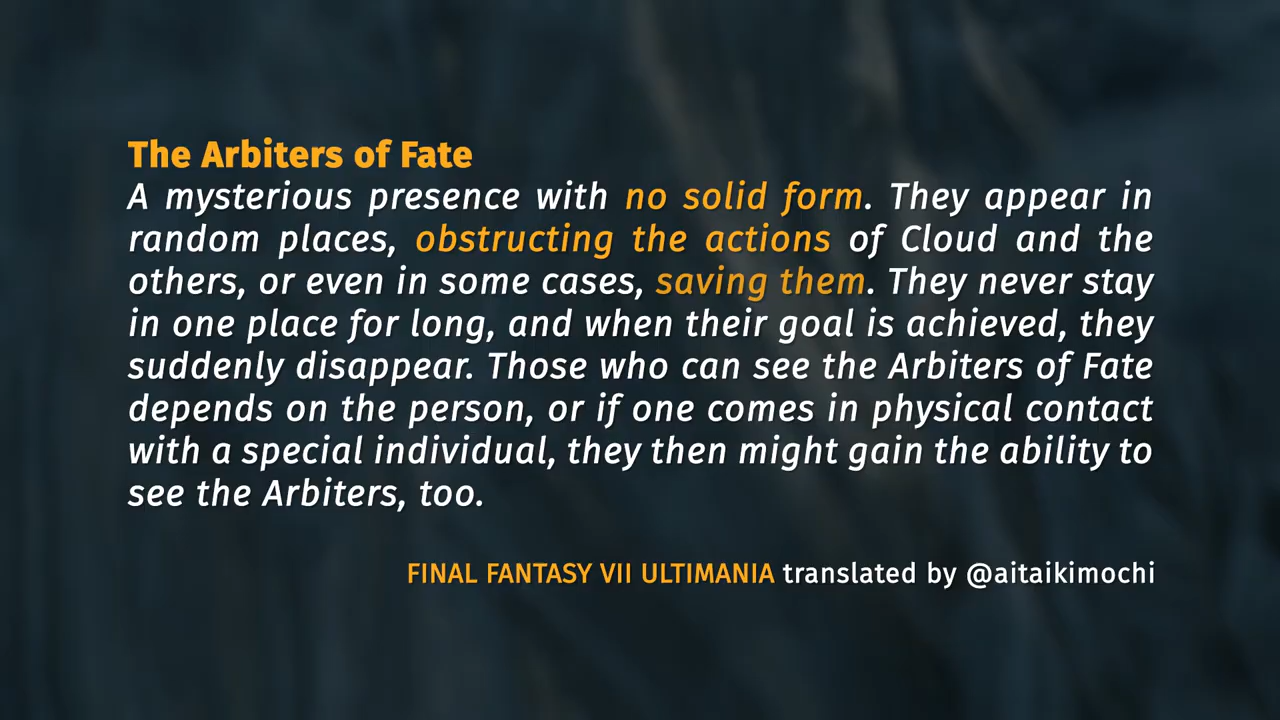 The Arbiters of Fate
A mysterious presence with no solid form. They appear in
random places, obstructing the actions of Cloud and the
others, or even in some cases, saving them. They never stay
in one place for long, and when their goal is achieved, they
suddenly disappear. Those who can see the Arbiters of Fate
depends on the person, or if one comes in physical contact
with a special individual, they then might gain the ability to
see the Arbiters, too.
FINAL FANTASY VII ULTIMANIA translated by @aitaikimochi